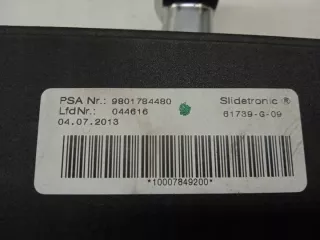 PSA Nr.: 9801784480 Slidetronic ®
LfdNr.: 044616 61739-G-09
04.07.2013
*10007849200*